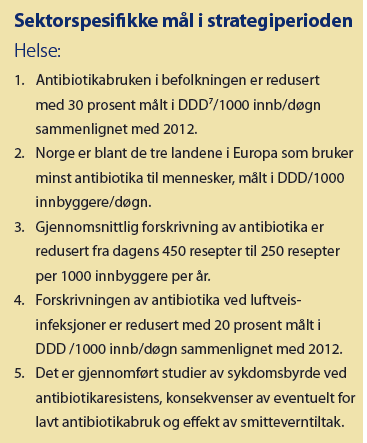 Sektorspesifikke mål i strategiperioden
Helse:
1. Antibiotikabruken i befolkningen er redusert
med 30 prosent målt i DDD⁷/1000 innb/døgn
sammenlignet med 2012.
2. Norge er blant de tre landene i Europa som bruker
minst antibiotika til mennesker, målt i DDD/1000
innbyggere/døgn.
3. Gjennomsnittlig forskrivning av antibiotika er
redusert fra dagens 450 resepter til 250 resepter
per 1000 innbyggere per år.
4. Forskrivningen av antibiotika ved luftveis-
infeksjoner er redusert med 20 prosent målt i
DDD /1000 innb/døgn sammenlignet med 2012.
5. Det er gjennomført studier av sykdomsbyrde ved
antibiotikaresistens, konsekvenser av eventuelt for
lavt antibiotikabruk og effekt av smitteverntiltak.